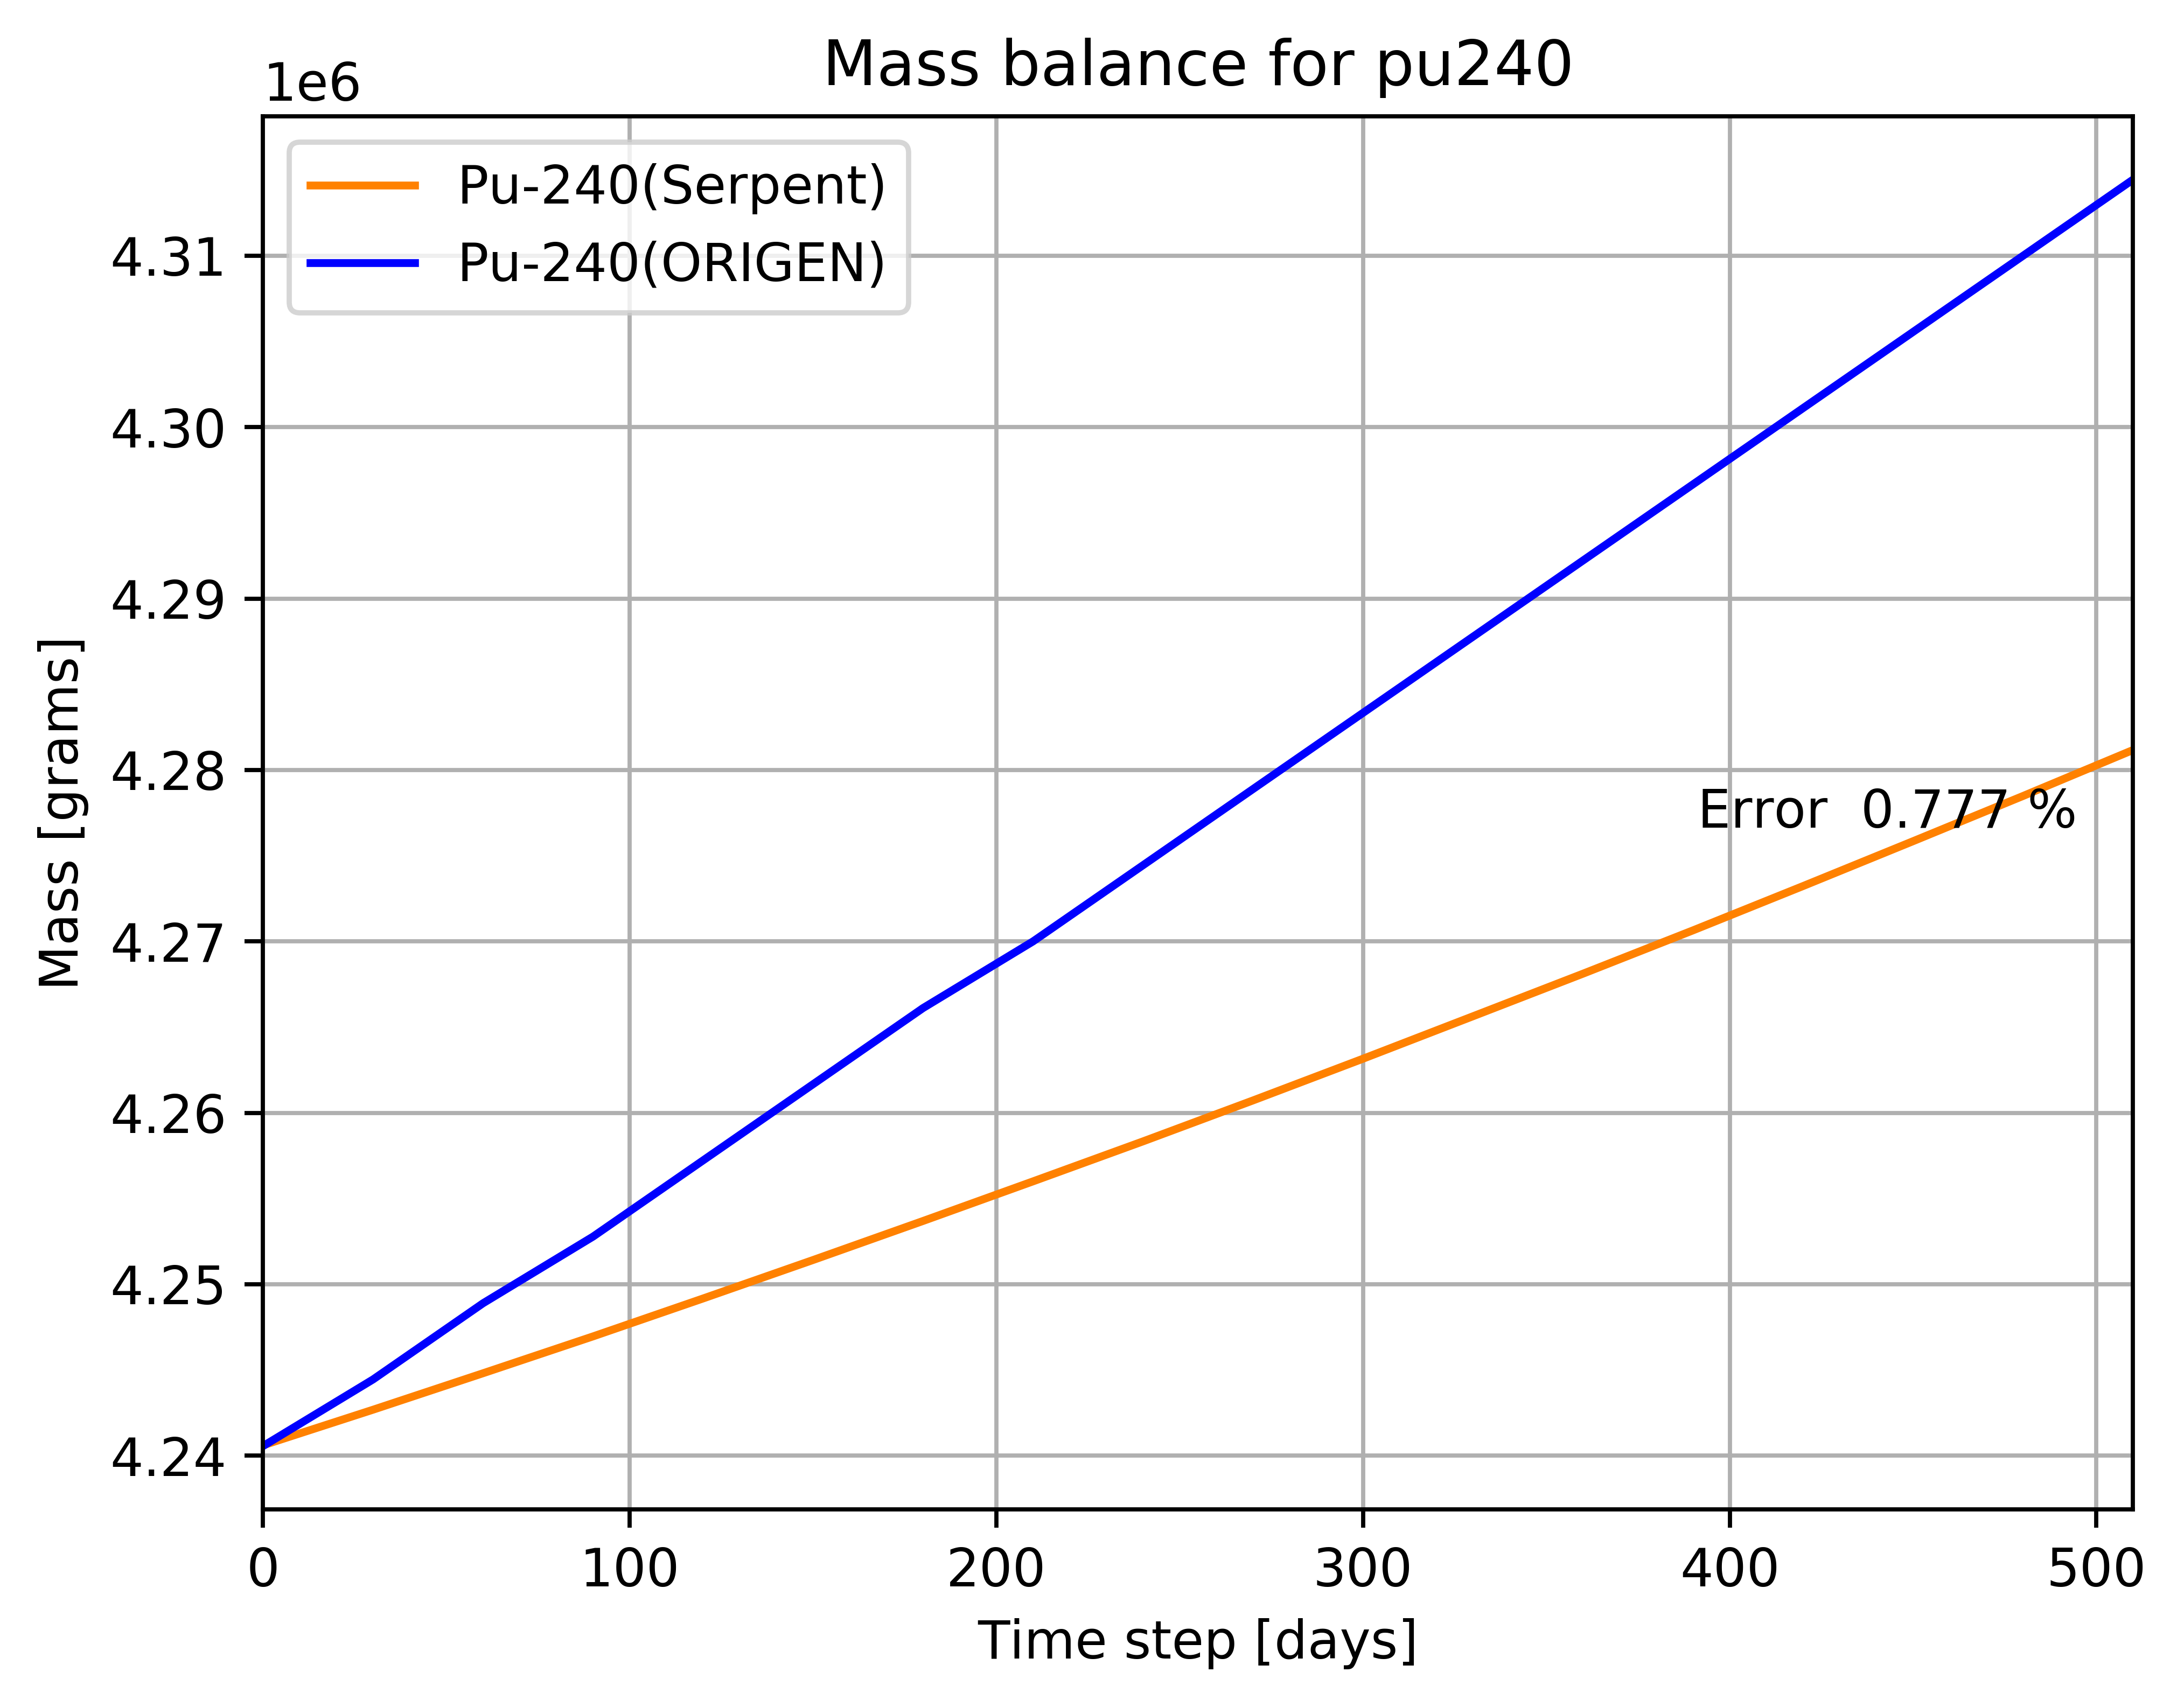 Mass balance for pu240
1e6
Pu-240(Serpent)
Pu-240(ORIGEN)
4.31
4.30
4.29
4.28
4.27
4.26
4.25
4.24
Mass [grams]
Error  0.777 %
0 100 200 300 400 500
Time step [days]